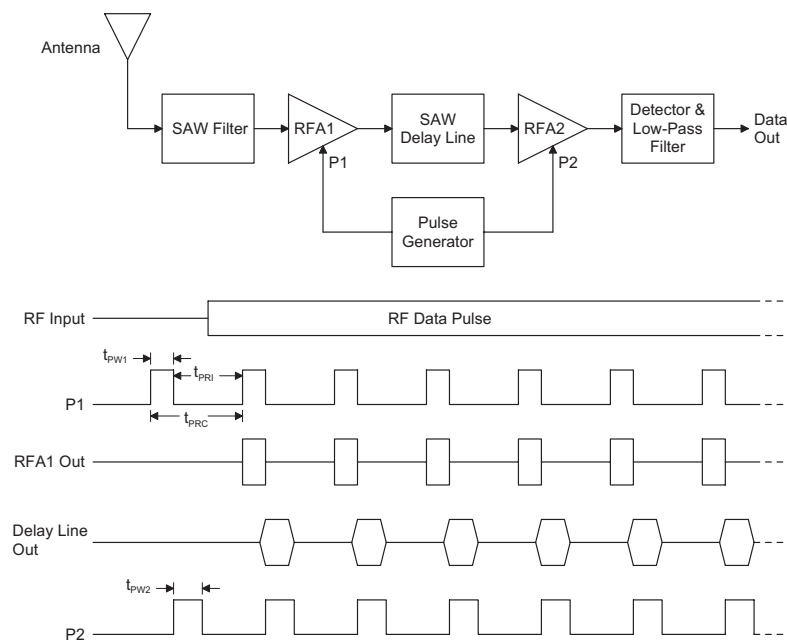 Antenna
SAW Filter
RFA1
SAW
Delay Line
RFA2
Detector &
Low-Pass
Filter
Data
Out
P1
P2
Pulse
Generator
RF Input
RF Data Pulse
tPW1
tPRI
P1
tPRC
RFA1 Out
Delay Line
Out
tPW2
P2